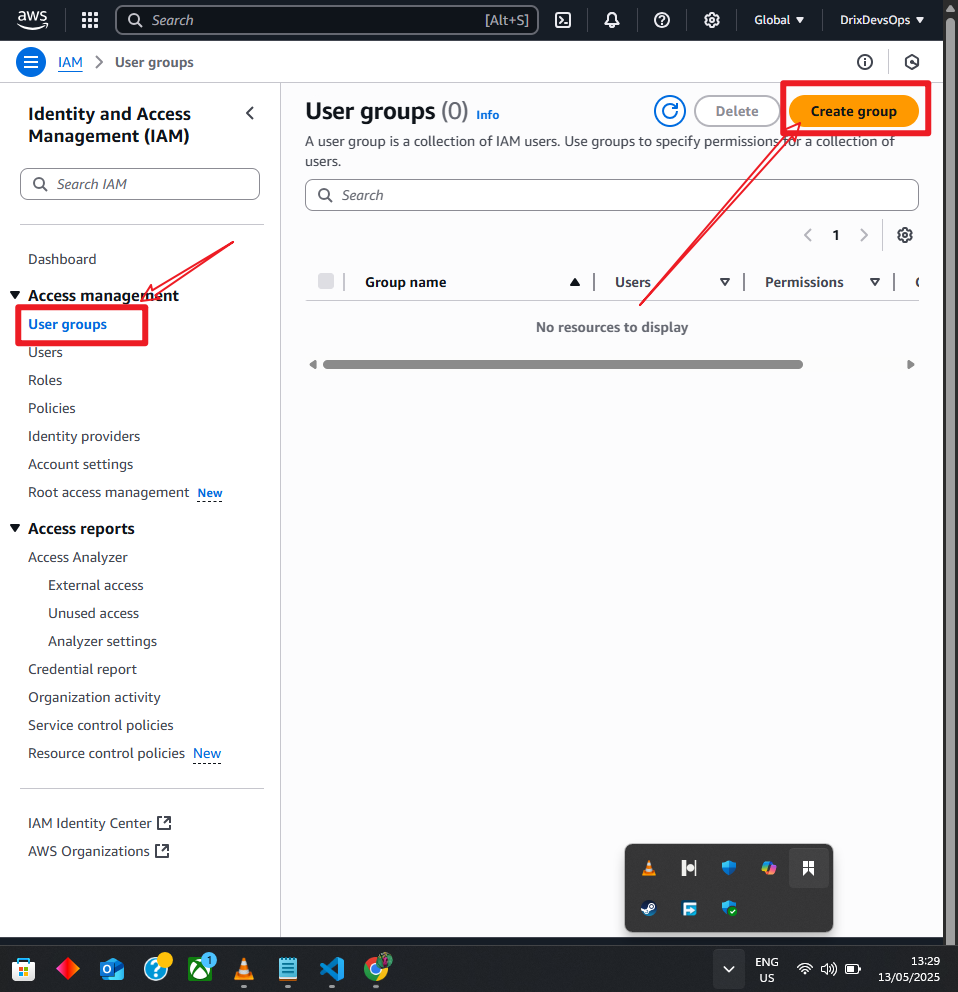 aws
Search [Alt+S]
Global
DrixDevsOps
IAM
User groups
Identity and Access
Management (IAM)
Search IAM
Dashboard
Access management
User groups
Users
Roles
Policies
Identity providers
Account settings
Root access management New
Access reports
Access Analyzer
External access
Unused access
Analyzer settings
Credential report
Organization activity
Service control policies
Resource control policies New
IAM Identity Center
AWS Organizations
User groups (0) Info
Delete
Create group
A user group is a collection of IAM users. Use groups to specify permissions for a collection of
users.
Search
1
Group name
Users
Permissions
No resources to display
1
ENG
US
13:29
13/05/2025